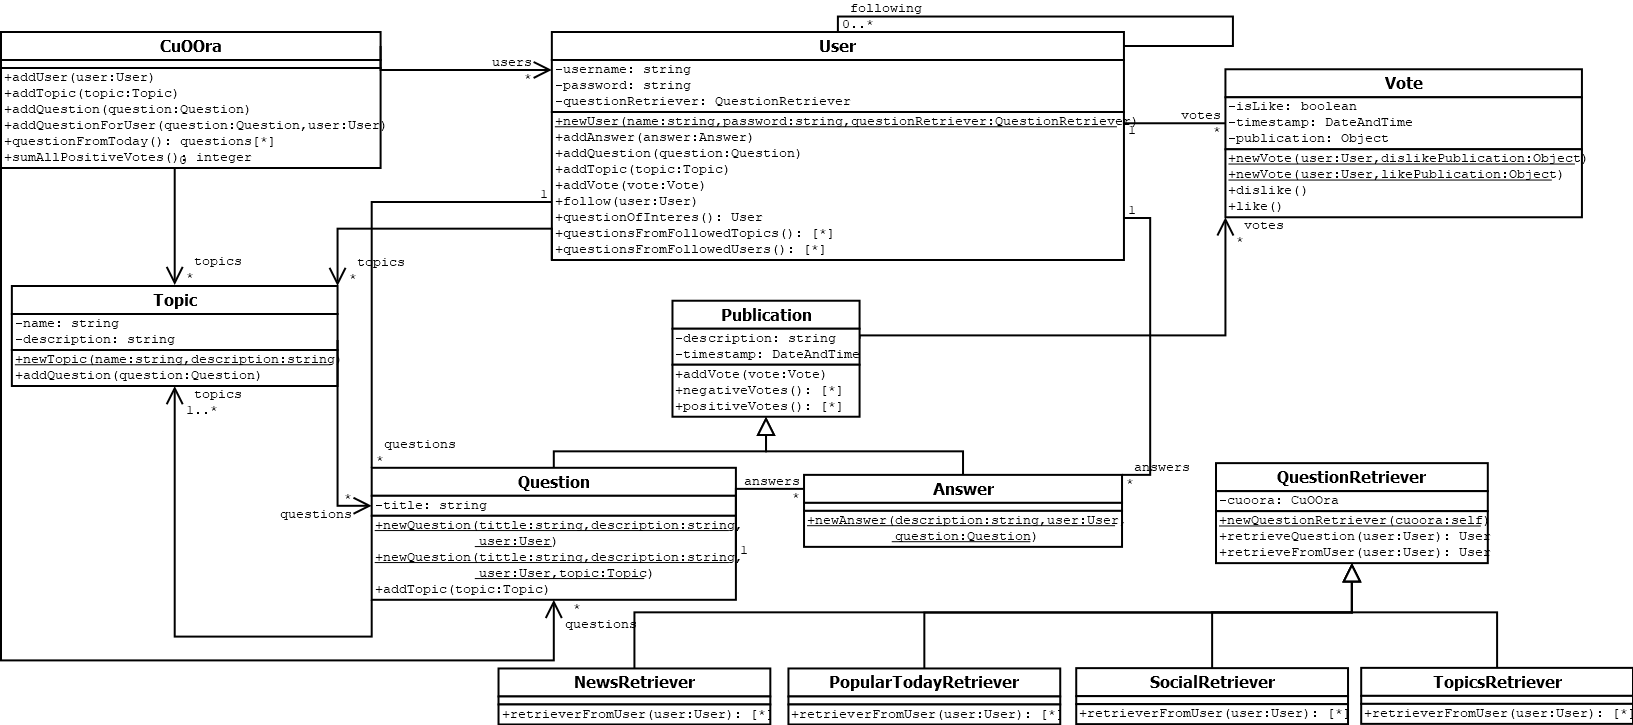 following
0..*
CuOOra
+addUser(user:User)
+addTopic(topic:Topic)
+addQuestion(question:Question)
+addQuestionForUser(question:Question,user:User)
+questionFromToday(): questions[*]
+sumAllPositiveVotes(): integer
users
*
User
-username: string
-password: string
-questionRetriever: QuestionRetriever
+newUser(name:string,password:string,questionRetriever:QuestionRetriever)
+addAnswer(answer:Answer)
+addQuestion(question:Question)
+addTopic(topic:Topic)
+addVote(vote:Vote)
+follow(user:User)
+questionOfInteres(): User
+questionsFromFollowedTopics(): [*]
+questionsFromFollowedUsers(): [*]
votes
1
*
Vote
-isLike: boolean
-timestamp: DateAndTime
-publication: Object
+newVote(user:User,dislikePublication:Object)
+newVote(user:User,likePublication:Object)
+dislike()
+like()
1
1
votes
*
topics
*
topics
*
Topic
-name: string
-description: string
+newTopic(name:string,description:string)
+addQuestion(question:Question)
topics
1..*
Publication
-description: string
-timestamp: DateAndTime
+addVote(vote:Vote)
+negativeVotes(): [*]
+positiveVotes(): [*]
questions
*
*
questions
Question
-title: string
+newQuestion(tittle:string,description:string,
user:User)
+newQuestion(tittle:string,description:string,
user:User,topic:Topic)
+addTopic(topic:Topic)
answers
*
1
Answer
+newAnswer(description:string,user:User,
question:Question)
answers
*
QuestionRetriever
-cuoora: CuOOra
+newQuestionRetriever(cuoora:self)
+retrieveQuestion(user:User): User
+retrieveFromUser(user:User): User
*
questions
NewsRetriever
+retrieverFromUser(user:User): [*]
PopularTodayRetriever
+retrieverFromUser(user:User): [*]
SocialRetriever
+retrieverFromUser(user:User): [*]
TopicsRetriever
+retrieverFromUser(user:User): [*]